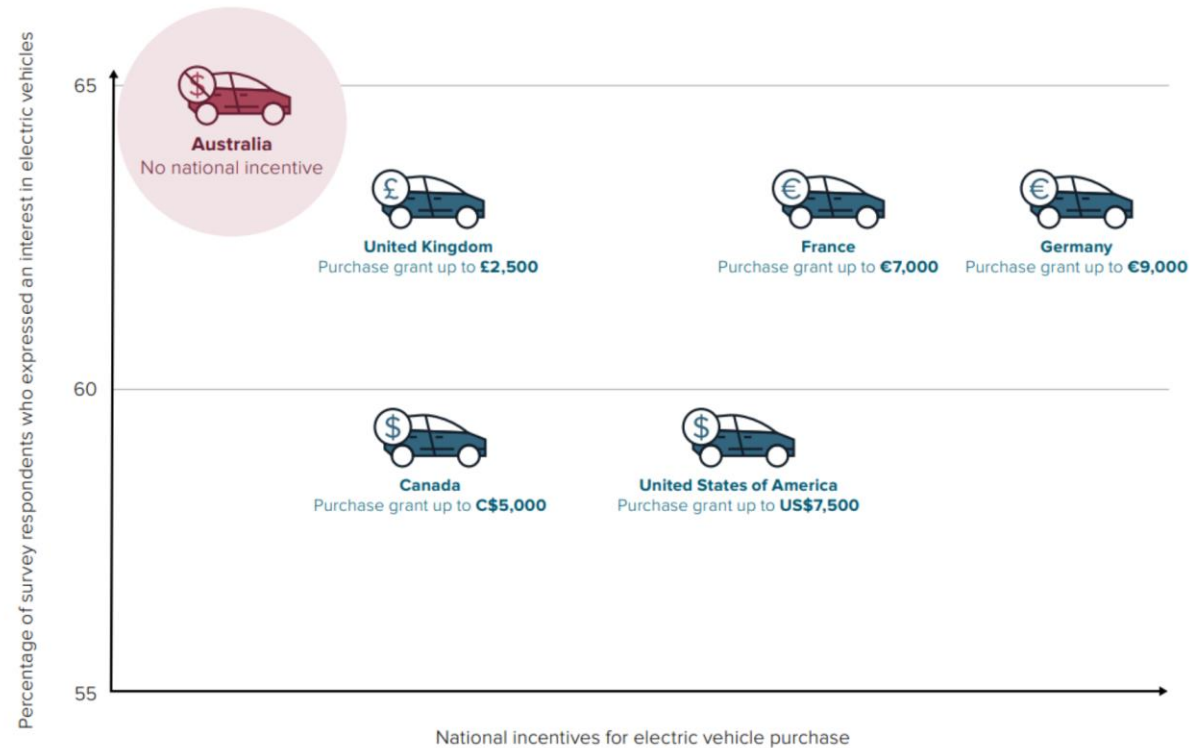 Percentage of survey respondents who expressed an interest in electric vehicles
65
$
Australia
No national incentive
£
United Kingdom
Purchase grant up to £2,500
€
France
Purchase grant up to €7,000
€
Germany
Purchase grant up to €9,000
60
$
Canada
Purchase grant up to C$5,000
$
United States of America
Purchase grant up to US$7,500
55
National incentives for electric vehicle purchase